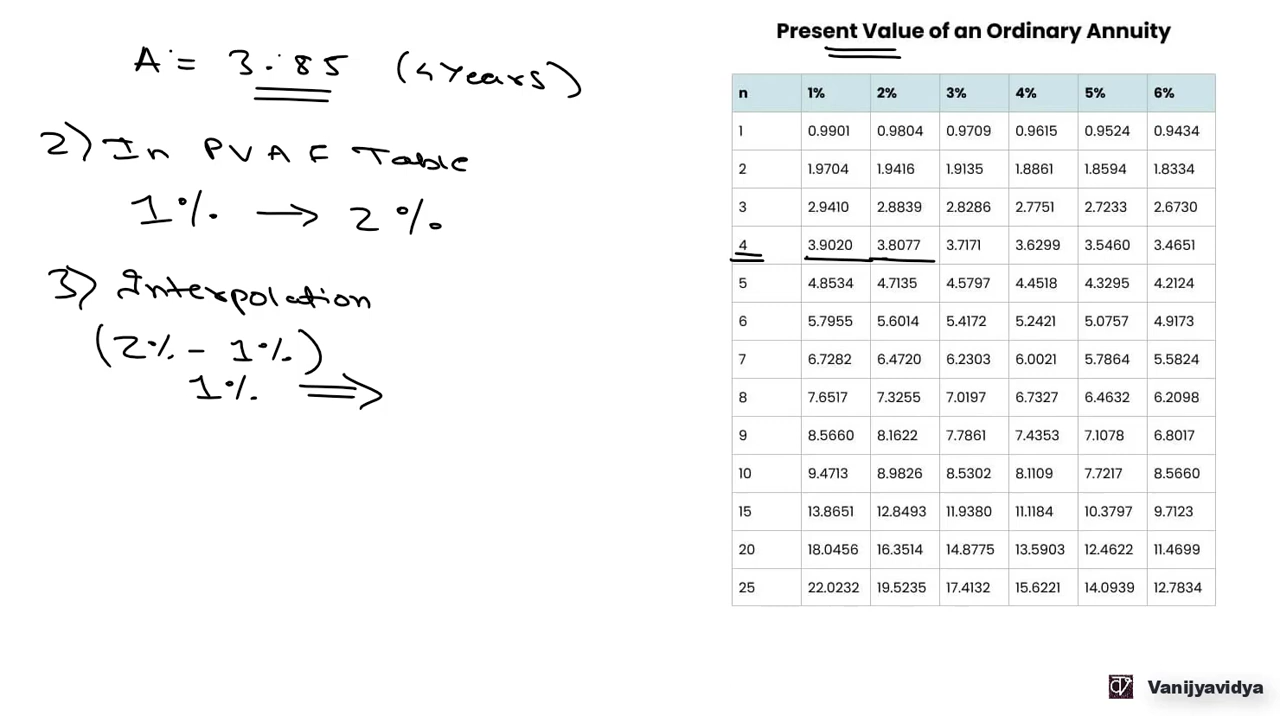 A = 3.85 (4 Years)
2) In PVAF Table
1% → 2%
3) Interpolation
(2% - 1%)
1% ⇒
Present Value of an Ordinary Annuity
n 1% 2% 3% 4% 5% 6%
1 0.9901 0.9804 0.9709 0.9615 0.9524 0.9434
2 1.9704 1.9416 1.9135 1.8861 1.8594 1.8334
3 2.9410 2.8839 2.8286 2.7751 2.7233 2.6730
4 3.9020 3.8077 3.7171 3.6299 3.5460 3.4651
5 4.8534 4.7135 4.5797 4.4518 4.3295 4.2124
6 5.7955 5.6014 5.4172 5.2421 5.0757 4.9173
7 6.7282 6.4720 6.2303 6.0021 5.7864 5.5824
8 7.6517 7.3255 7.0197 6.7327 6.4632 6.2098
9 8.5660 8.1622 7.7861 7.4353 7.1078 6.8017
10 9.4713 8.9826 8.5302 8.1109 7.7217 8.5660
15 13.8651 12.8493 11.9380 11.1184 10.3797 9.7123
20 18.0456 16.3514 14.8775 13.5903 12.4622 11.4699
25 22.0232 19.5235 17.4132 15.6221 14.0939 12.7834
Vanijyavidya